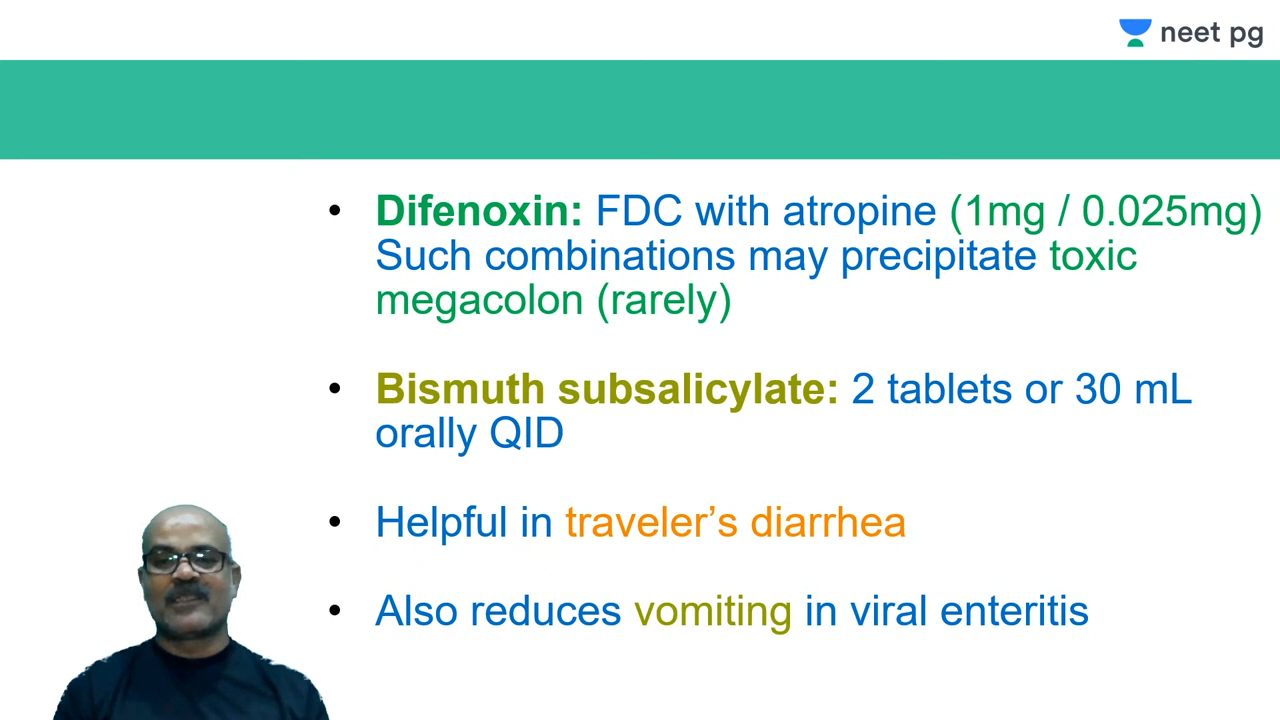 neet pg
• Difenoxin: FDC with atropine (1mg / 0.025mg)
Such combinations may precipitate toxic
megacolon (rarely)
• Bismuth subsalicylate: 2 tablets or 30 mL
orally QID
• Helpful in traveler’s diarrhea
• Also reduces vomiting in viral enteritis